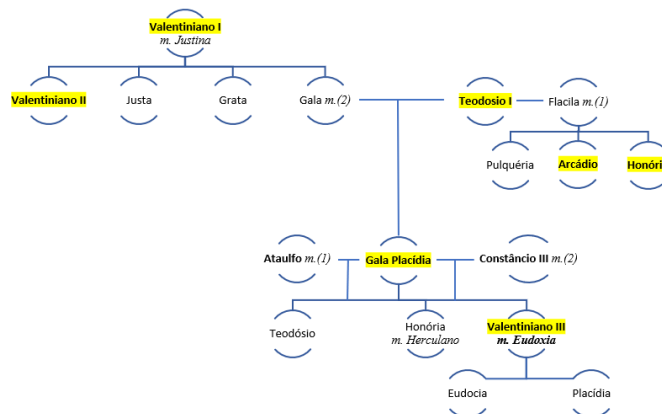 Valentiniano I
m. Justina
Valentiniano II
Justa
Grata
Gala m.(2)
Teodosio I
Flacila m.(1)
Pulquéria
Arcádio
Honóri
Ataulfo m.(1)
Gala Placídia
Constâncio III m.(2)
Teodósio
Honória
m. Herculano
Valentiniano III
m. Eudoxia
Eudocia
Placídia